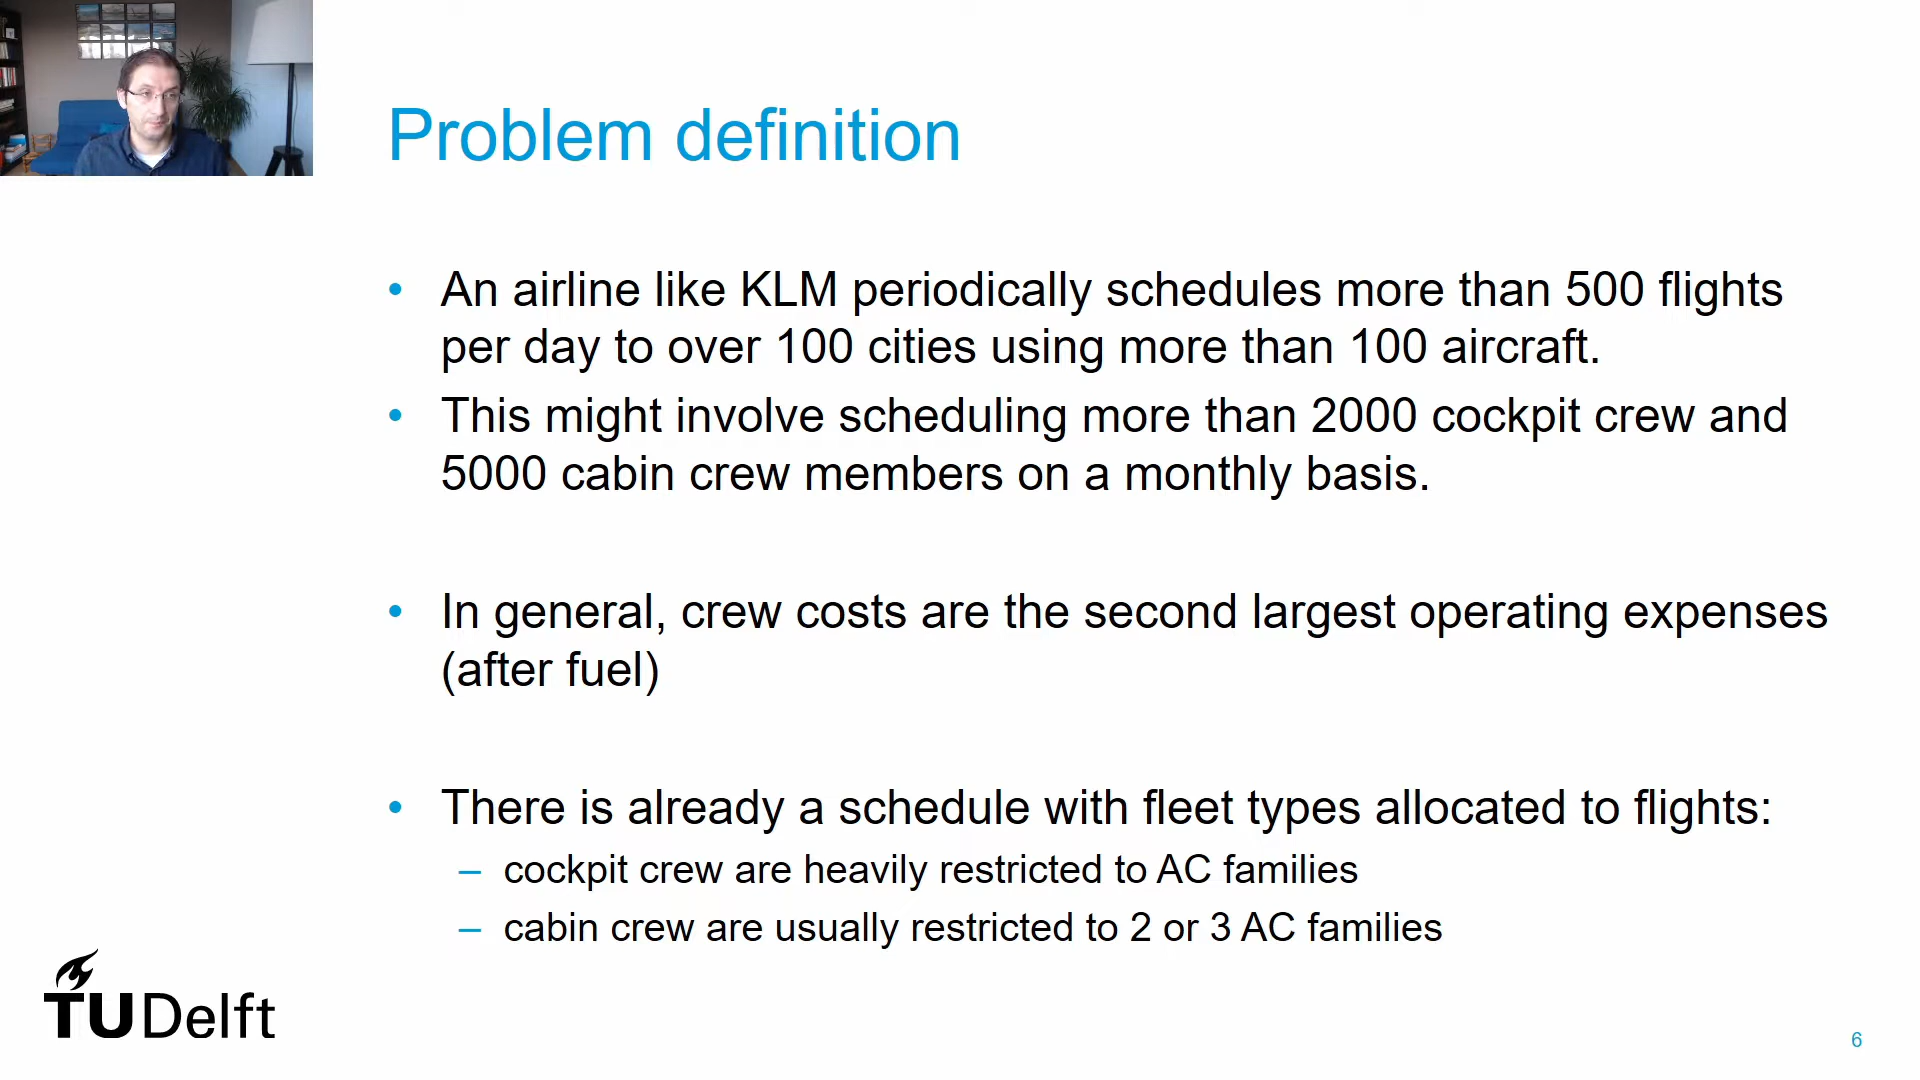 Problem definition
• An airline like KLM periodically schedules more than 500 flights
per day to over 100 cities using more than 100 aircraft.
• This might involve scheduling more than 2000 cockpit crew and
5000 cabin crew members on a monthly basis.
• In general, crew costs are the second largest operating expenses
(after fuel)
• There is already a schedule with fleet types allocated to flights:
– cockpit crew are heavily restricted to AC families
– cabin crew are usually restricted to 2 or 3 AC families
TU Delft
6